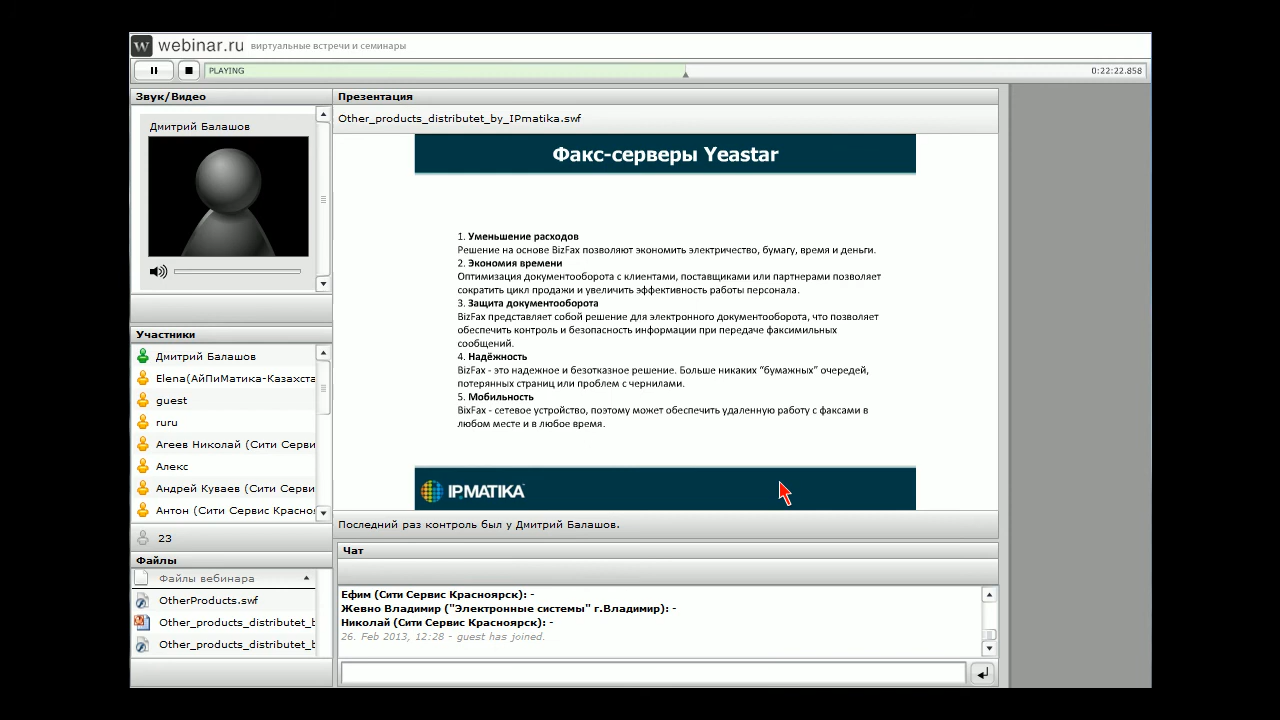 webinar.ru виртуальные встречи и семинары
PLAYING 0:22:22.858
Звук/Видео
Дмитрий Балашов
Участники
Дмитрий Балашов
Elena(АйПиМатика-Казахста
guest
ruru
Агеев Николай (Сити Серви
Алекс
Андрей Куваев (Сити Серви
Антон (Сити Сервис Красно
23
Файлы
Файлы вебинара
OtherProducts.swf
Other_products_distributet_b
Other_products_distributet_b
Презентация
Other_products_distributet_by_IPmatika.swf
Факс-серверы Yeastar
1. Уменьшение расходов
Решение на основе BizFax позволяют экономить электричество, бумагу, время и деньги.
2. Экономия времени
Оптимизация документооборота с клиентами, поставщиками или партнерами позволяет
сократить цикл продажи и увеличить эффективность работы персонала.
3. Защита документооборота
BizFax представляет собой решение для электронного документооборота, что позволяет
обеспечить контроль и безопасность информации при передаче факсимильных
сообщений.
4. Надёжность
BizFax - это надежное и безотказное решение. Больше никаких “бумажных” очередей,
потерянных страниц или проблем с чернилами.
5. Мобильность
BixFax - сетевое устройство, поэтому может обеспечить удаленную работу с факсами в
любом месте и в любое время.
IPMATIKA
Последний раз контроль был у Дмитрий Балашов.
Чат
Ефим (Сити Сервис Красноярск): -
Жевно Владимир ("Электронные системы" г.Владимир): -
Николай (Сити Сервис Красноярск): -
26. Feb 2013, 12:28 - guest has joined.